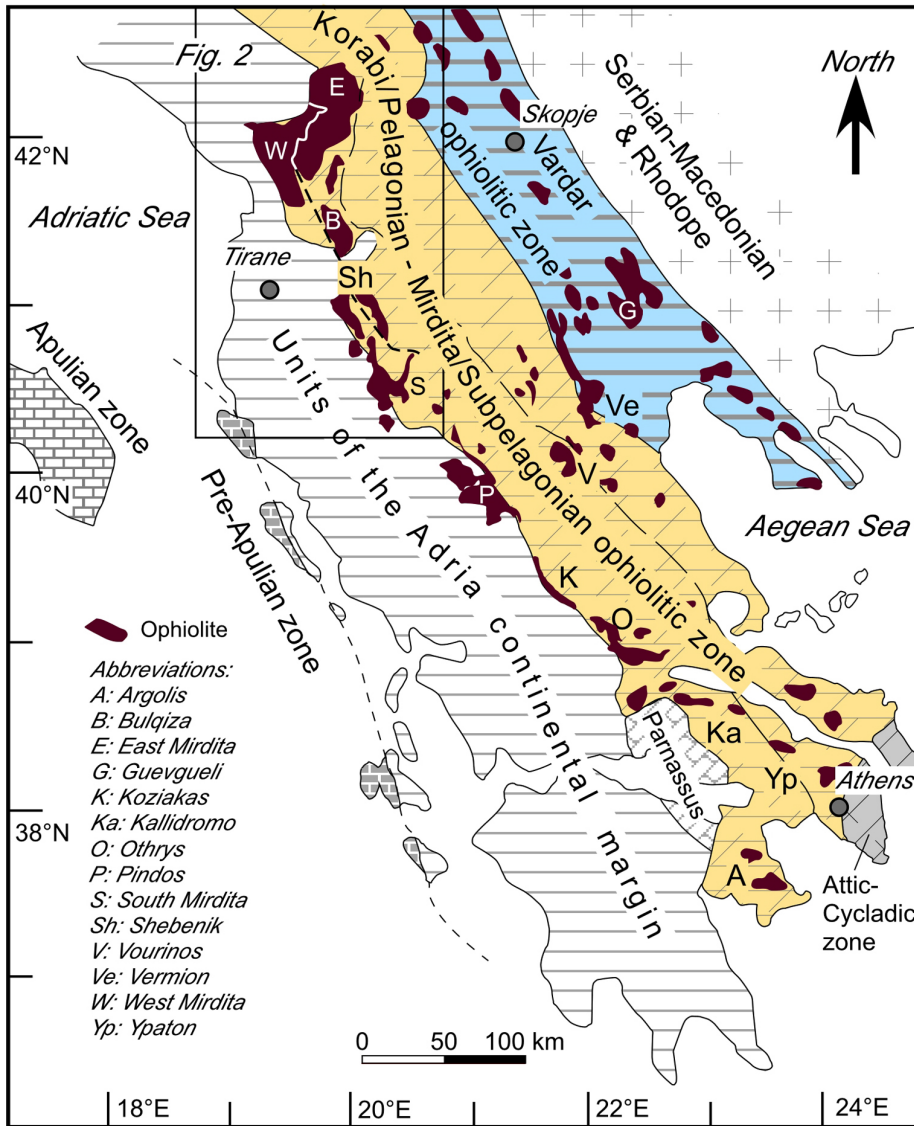 Fig. 2
Korabi/Pelagonian - Mirdita/Subpelagonian ophiolitic zone
Vardar
ophiolitic zone
Serbian-Macedonian
& Rhodope
North
Skopje
E
W
42°N
Adriatic Sea
B
Tirane
Sh
G
Apulian zone
Units of the Adria continental margin
S
Ve
V
40°N
P
Pre-Apulian zone
Aegean Sea
K
O
Ophiolite
Abbreviations:
A: Argolis
B: Bulqiza
E: East Mirdita
G: Guevgueli
K: Koziakas
Ka: Kallidromo
O: Othrys
P: Pindos
S: South Mirdita
Sh: Shebenik
V: Vourinos
Ve: Vermion
W: West Mirdita
Yp: Ypaton
Parnassus
Ka
Yp
Athens
38°N
A
Attic-
Cycladic
zone
0 50 100 km
18°E 20°E 22°E 24°E